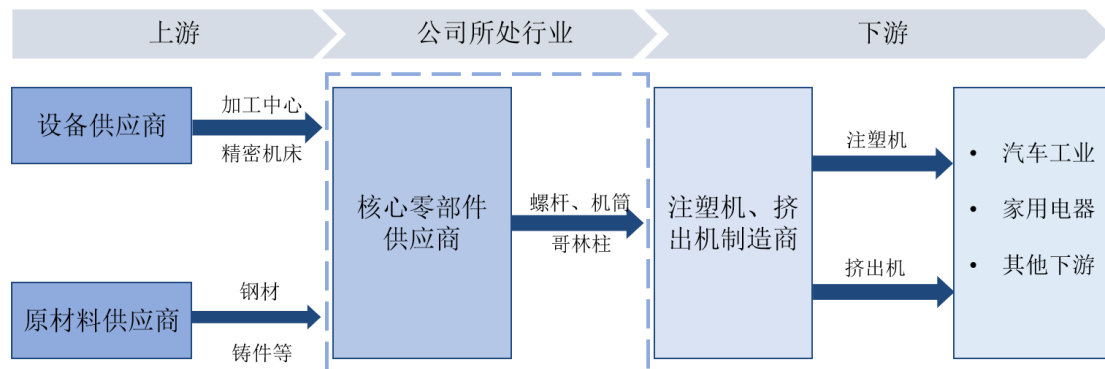 上游
公司所处行业
下游
设备供应商
加工中心
精密机床
原材料供应商
钢材
铸件等
核心零部件
供应商
螺杆、机筒
哥林柱
注塑机、挤
出机制造商
注塑机
挤出机
• 汽车工业
• 家用电器
• 其他下游